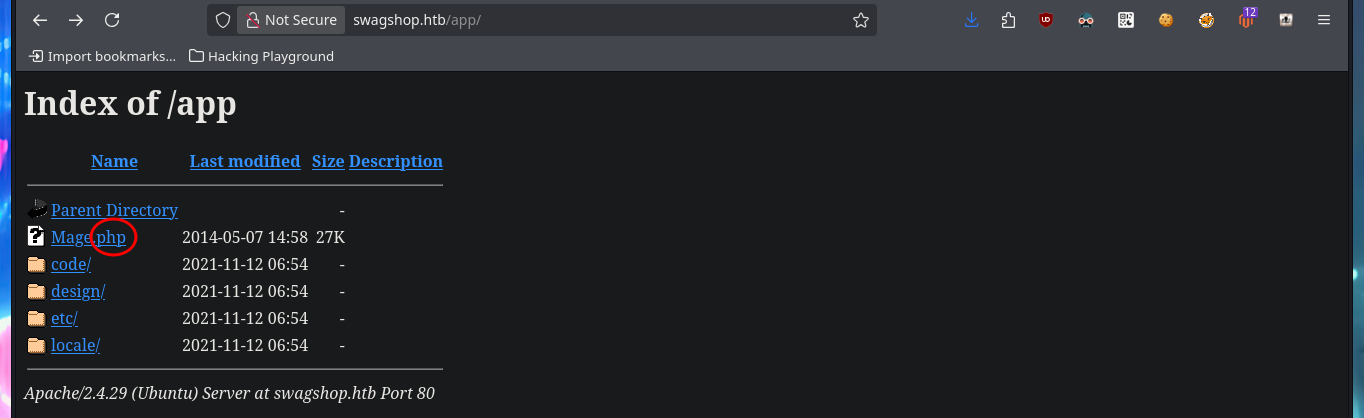 Not Secure swagshop.htb/app/ 12
Import bookmarks... Hacking Playground
Index of /app
Name Last modified Size Description
Parent Directory -
Mage.php 2014-05-07 14:58 27K
code/ 2021-11-12 06:54 -
design/ 2021-11-12 06:54 -
etc/ 2021-11-12 06:54 -
locale/ 2021-11-12 06:54 -
Apache/2.4.29 (Ubuntu) Server at swagshop.htb Port 80